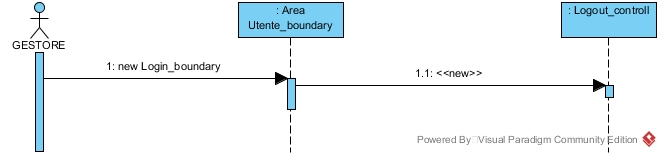 : Area
Utente_boundary
: Logout_controll
GESTORE
1: new Login_boundary
1.1: <<new>>
Powered By Visual Paradigm Community Edition